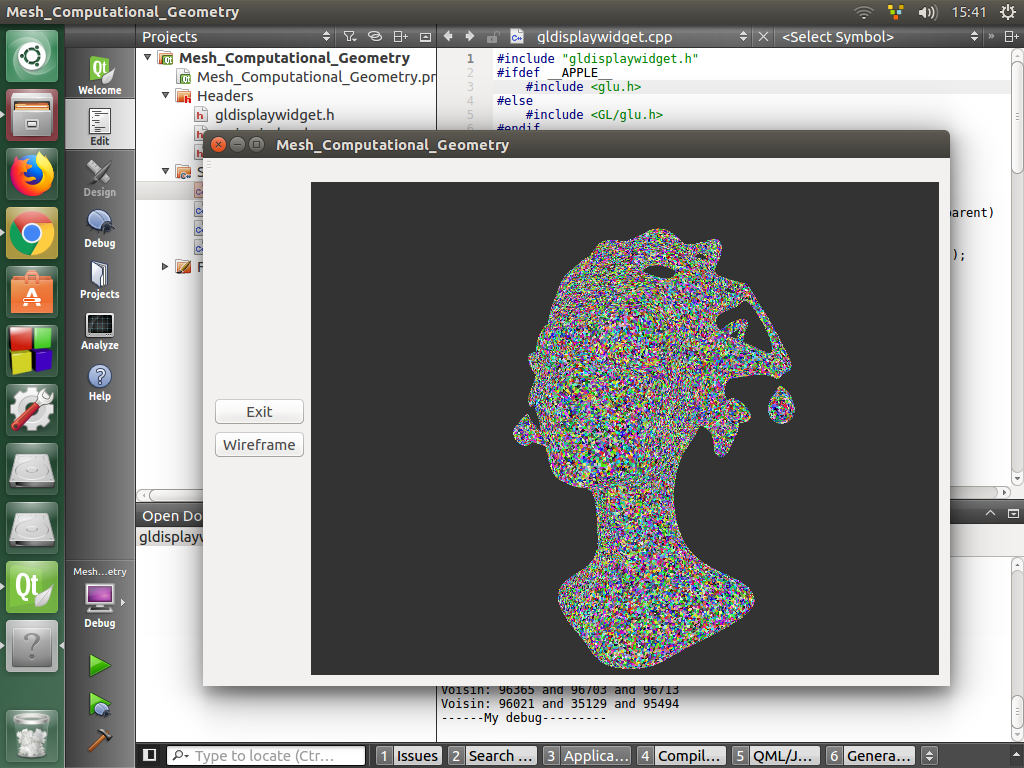 Mesh_Computational_Geometry
15:41
Projects
gldisplaywidget.cpp
<Select Symbol>
Welcome
Edit
Design
Debug
Projects
Analyze
Help
Mesh_Computational_Geometry
Mesh_Computational_Geometry.pr
Headers
gldisplaywidget.h
1 #include "gldisplaywidget.h"
2 #ifdef __APPLE__
3 #include <glu.h>
4 #else
5 #include <GL/glu.h>
6 #endif
arent)
);
Mesh_Computational_Geometry
Exit
Wireframe
Open Do
gldisplayw
Mesh...etry
Debug
Voisin: 96365 and 96703 and 96713
Voisin: 96021 and 35129 and 95494
------My debug---------
Type to locate (Ctr...
1 Issues
2 Search ...
3 Applica...
4 Compil...
5 QML/J...
6 Genera...